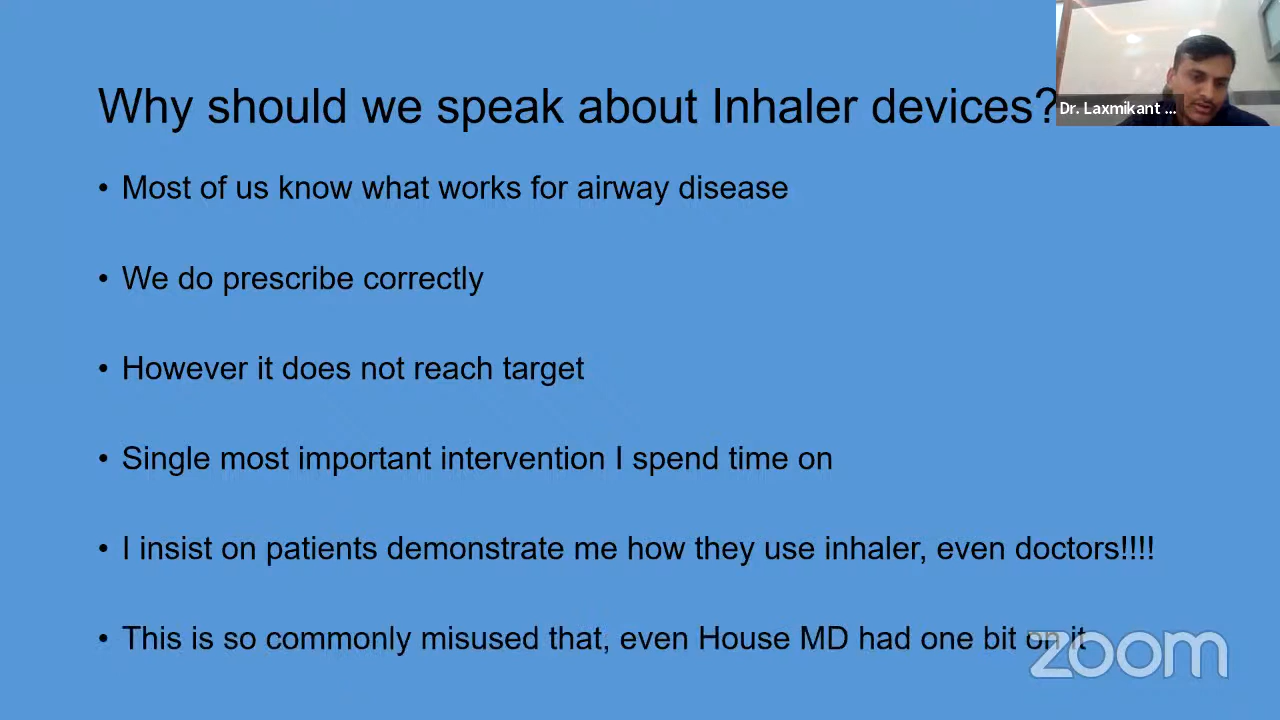 Why should we speak about Inhaler devices?
Dr. Laxmikant ...
• Most of us know what works for airway disease
• We do prescribe correctly
• However it does not reach target
• Single most important intervention I spend time on
• I insist on patients demonstrate me how they use inhaler, even doctors!!!!
• This is so commonly misused that, even House MD had one bit on it
zoom